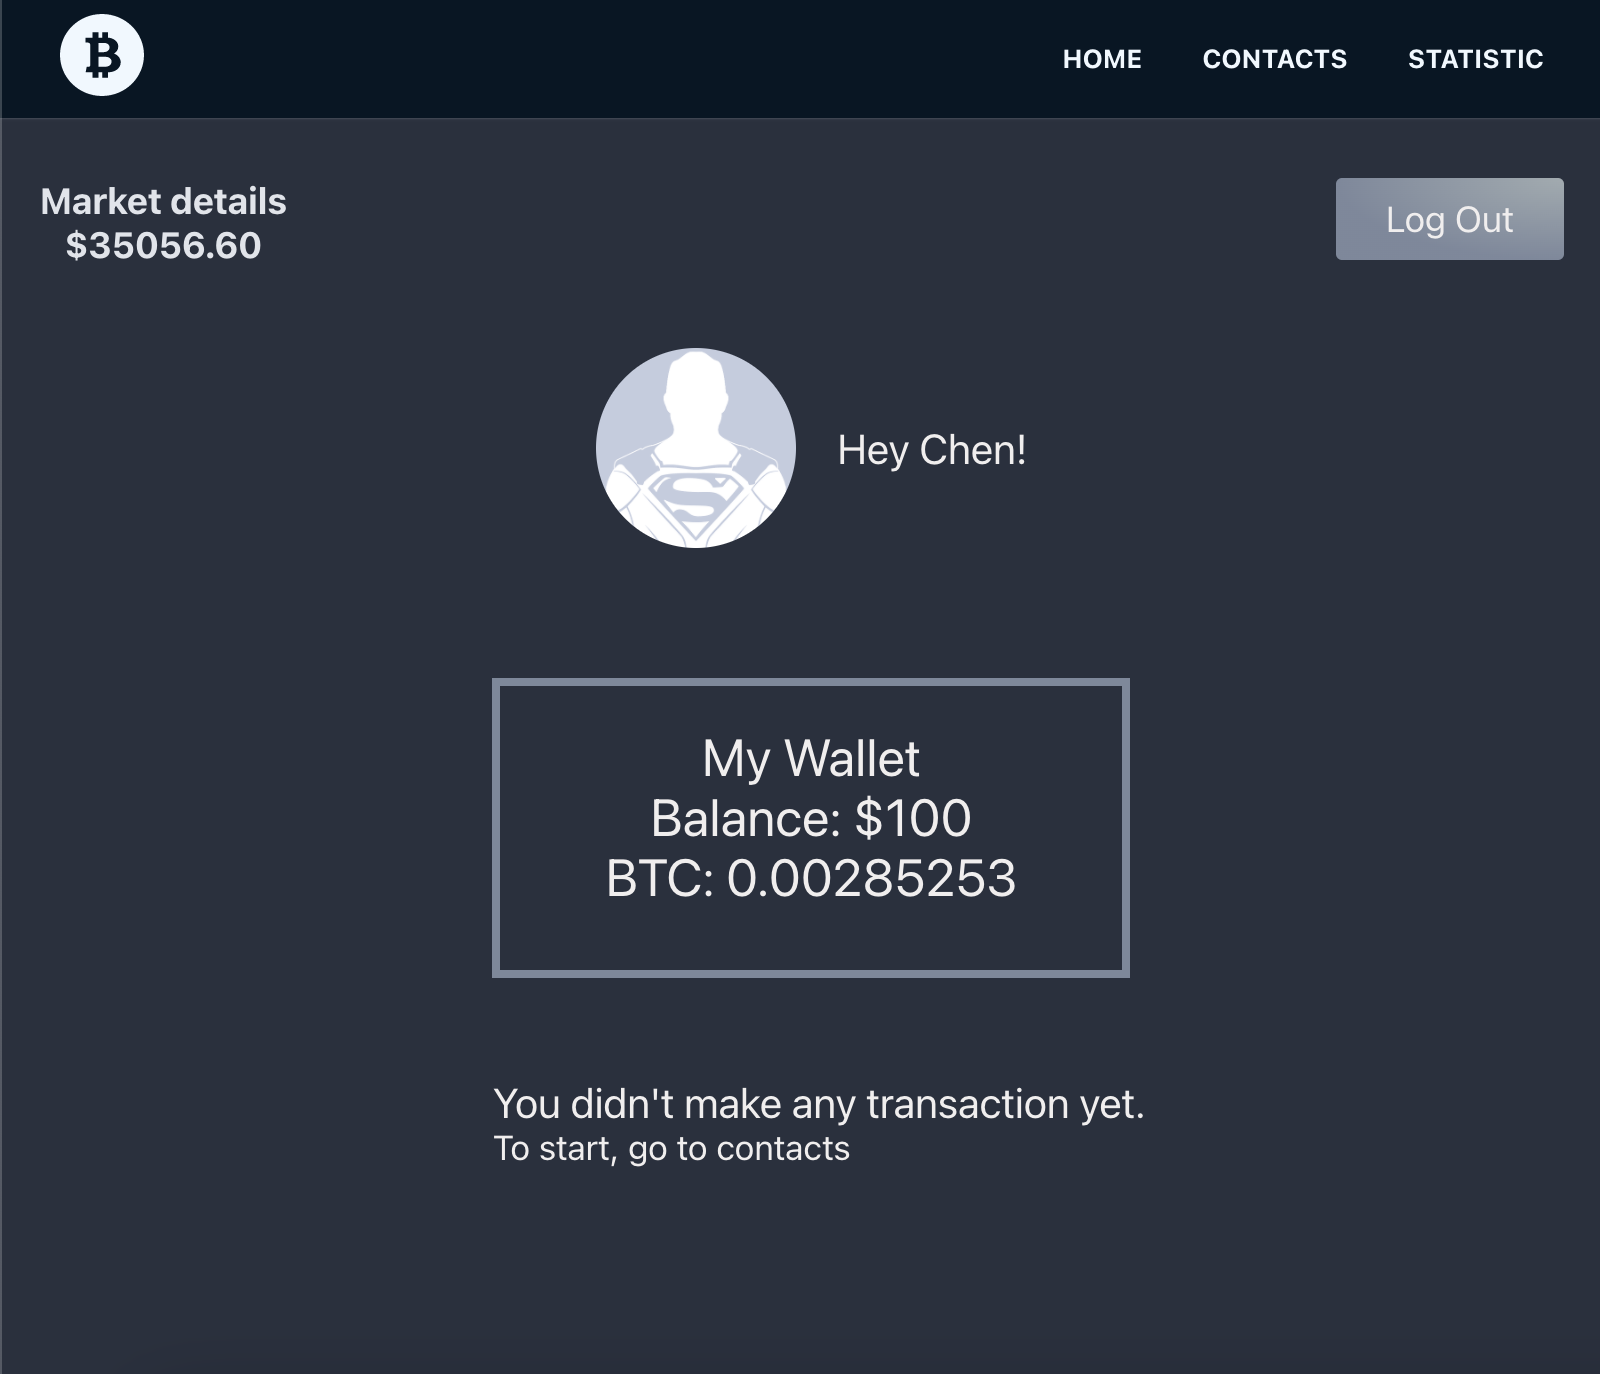 HOME CONTACTS STATISTIC
Market details
$35056.60
Log Out
Hey Chen!
My Wallet
Balance: $100
BTC: 0.00285253
You didn't make any transaction yet.
To start, go to contacts